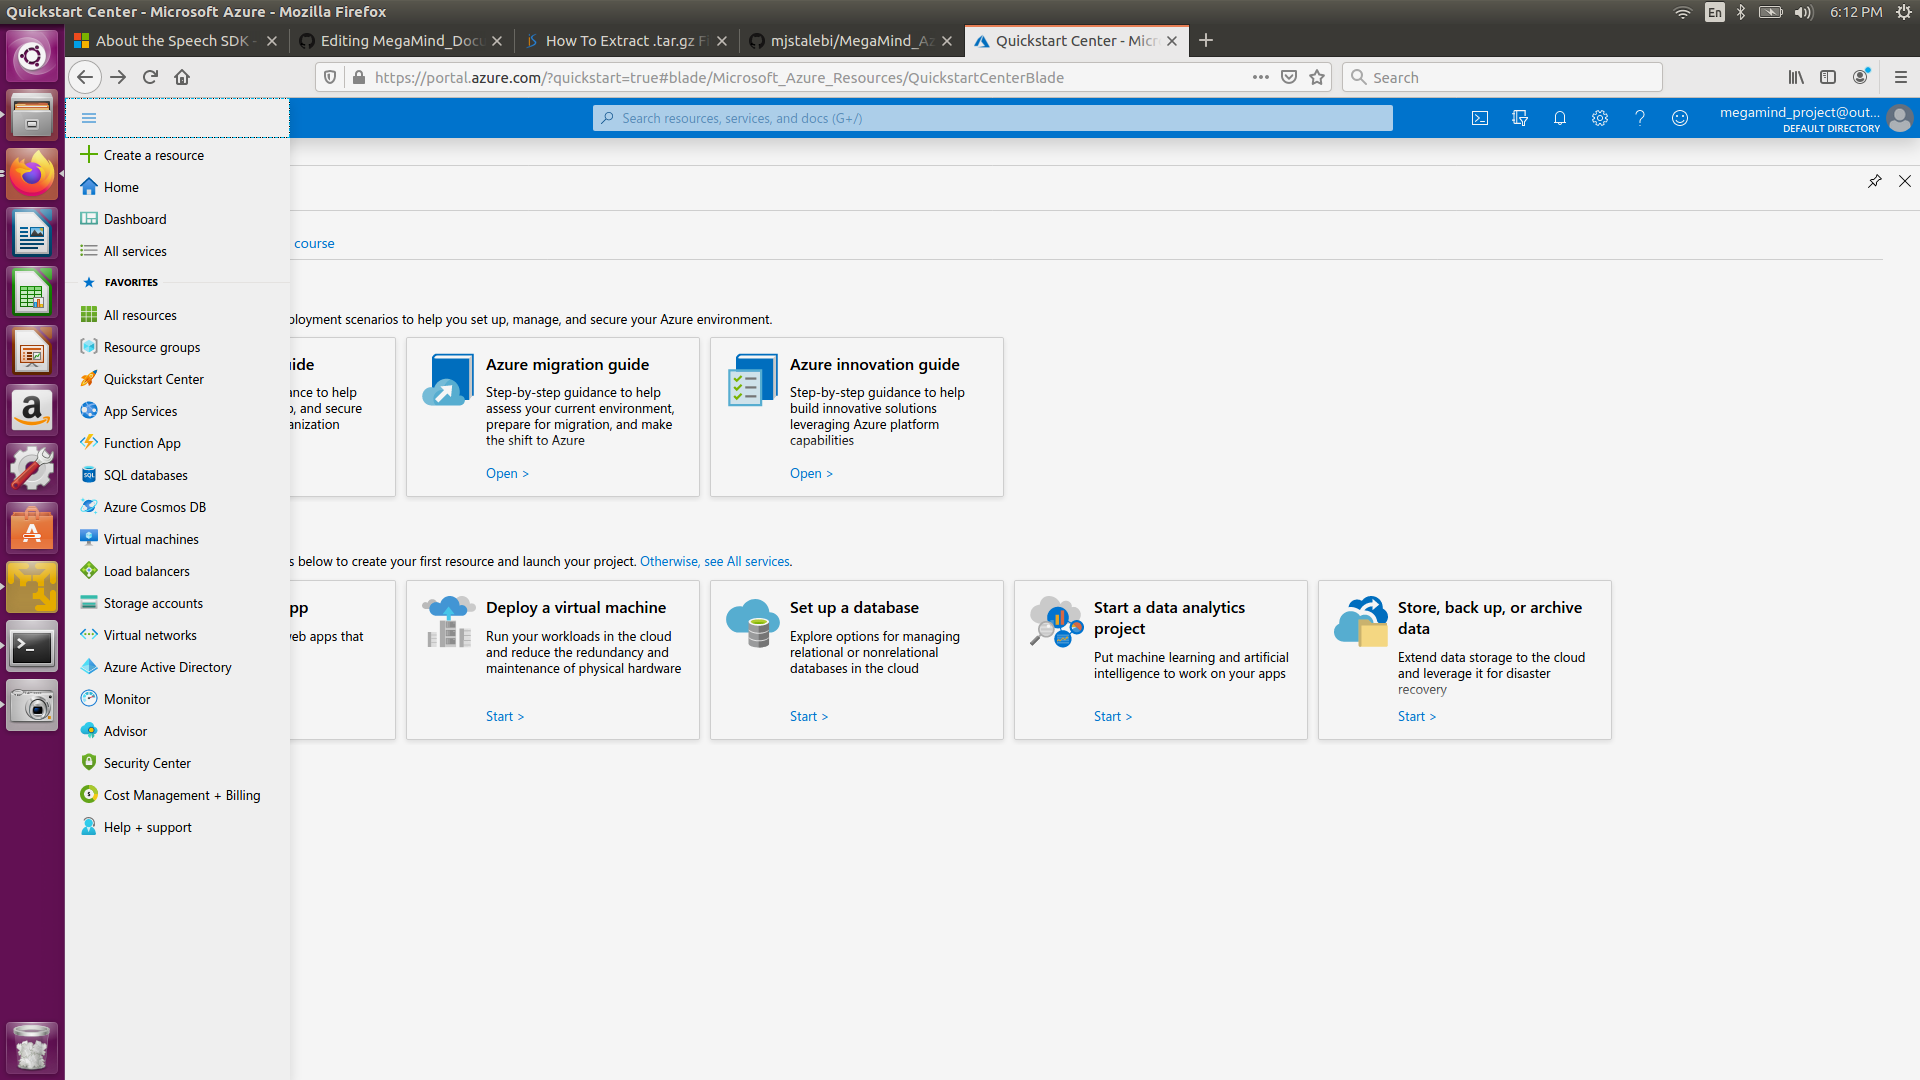 Quickstart Center - Microsoft Azure - Mozilla Firefox
En
6:12 PM
About the Speech SDK -
Editing MegaMind_Docu
How To Extract .tar.gz Fi
mjstalebi/MegaMind_Az
Quickstart Center - Micr
https://portal.azure.com/?quickstart=true#blade/Microsoft_Azure_Resources/QuickstartCenterBlade
Search
Search resources, services, and docs (G+/)
megamind_project@out...
DEFAULT DIRECTORY
Create a resource
Home
Dashboard
All services
FAVORITES
All resources
Resource groups
Quickstart Center
App Services
Function App
SQL databases
Azure Cosmos DB
Virtual machines
Load balancers
Storage accounts
Virtual networks
Azure Active Directory
Monitor
Advisor
Security Center
Cost Management + Billing
Help + support
course
ployment scenarios to help you set up, manage, and secure your Azure environment.
ide
nce to help
, and secure
anization
Azure migration guide
Step-by-step guidance to help
assess your current environment,
prepare for migration, and make
the shift to Azure
Open >
Azure innovation guide
Step-by-step guidance to help
build innovative solutions
leveraging Azure platform
capabilities
Open >
s below to create your first resource and launch your project. Otherwise, see All services.
pp
eb apps that
Deploy a virtual machine
Run your workloads in the cloud
and reduce the redundancy and
maintenance of physical hardware
Start >
Set up a database
Explore options for managing
relational or nonrelational
databases in the cloud
Start >
Start a data analytics
project
Put machine learning and artificial
intelligence to work on your apps
Start >
Store, back up, or archive
data
Extend data storage to the cloud
and leverage it for disaster
recovery
Start >